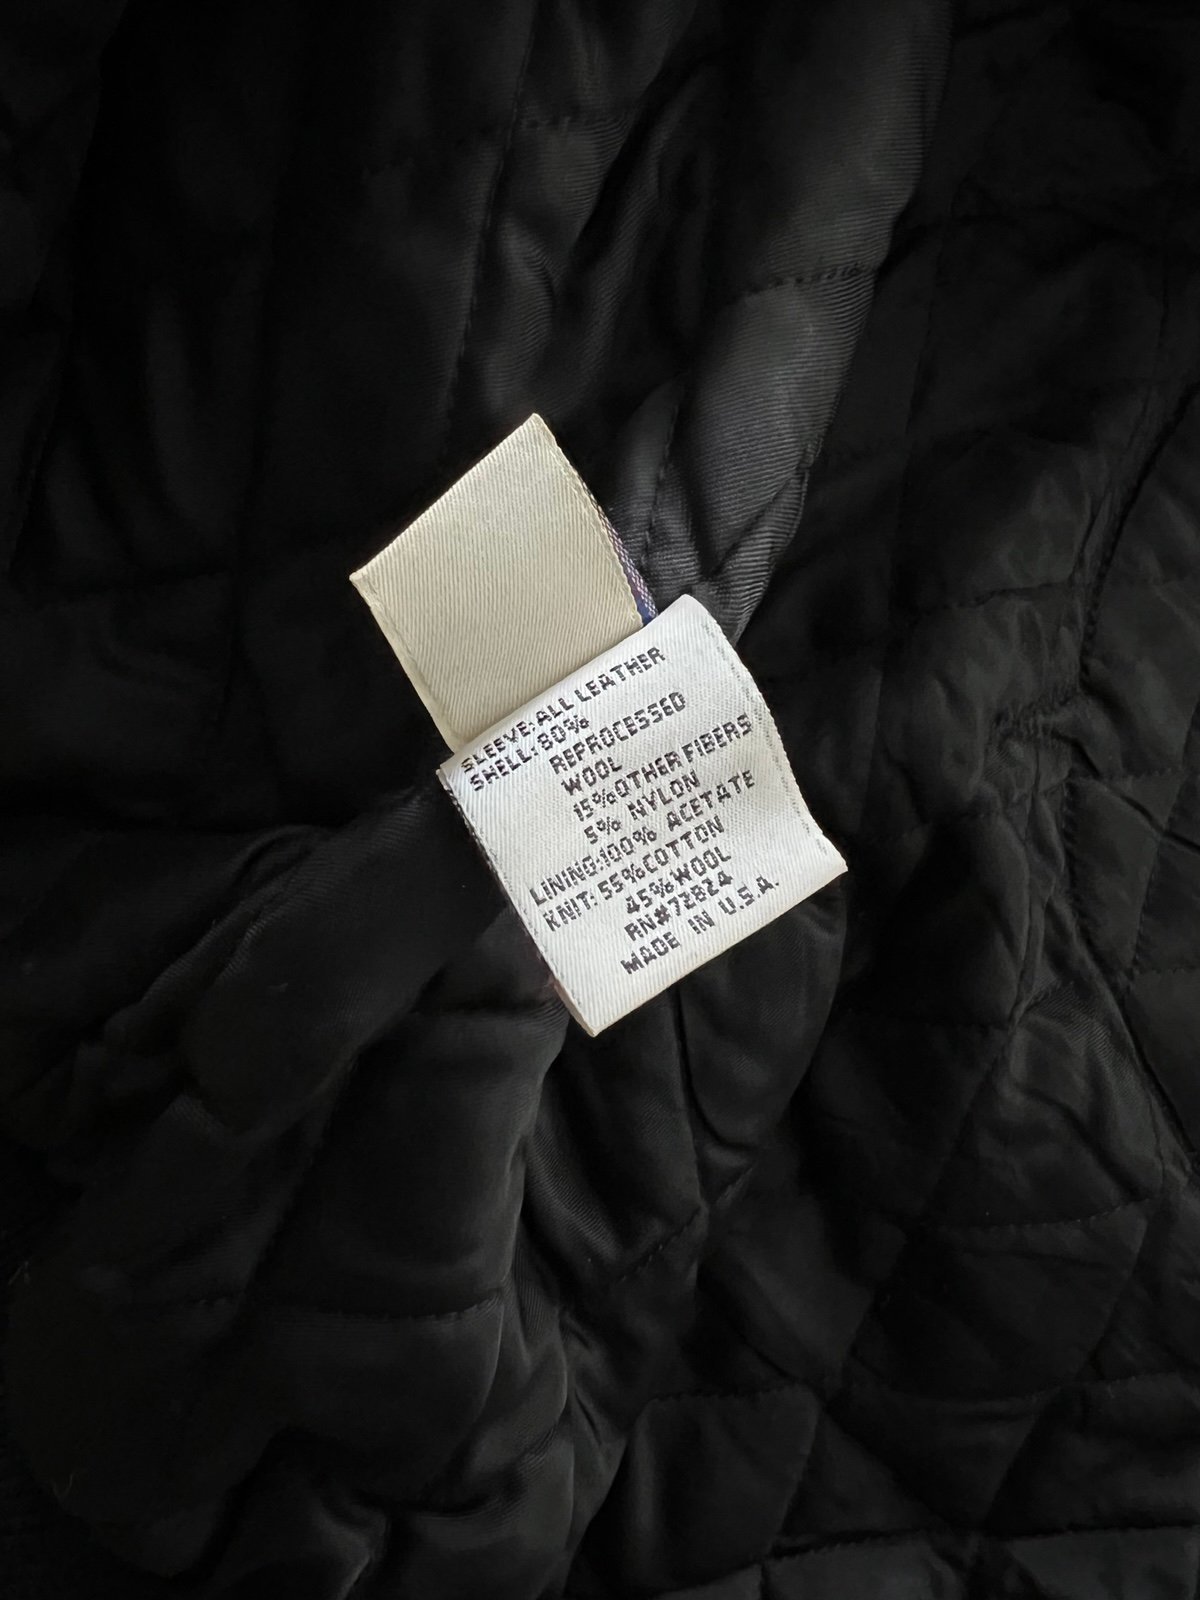 SLEEVE:ALL LEATHER
SHELL:80%
REPROCESSED
WOOL
15%OTHER FIBERS
5% NYLON
LINING:100% ACETATE
KNIT:55%COTTON
45%WOOL
RN#72824
MADE IN U.S.A.